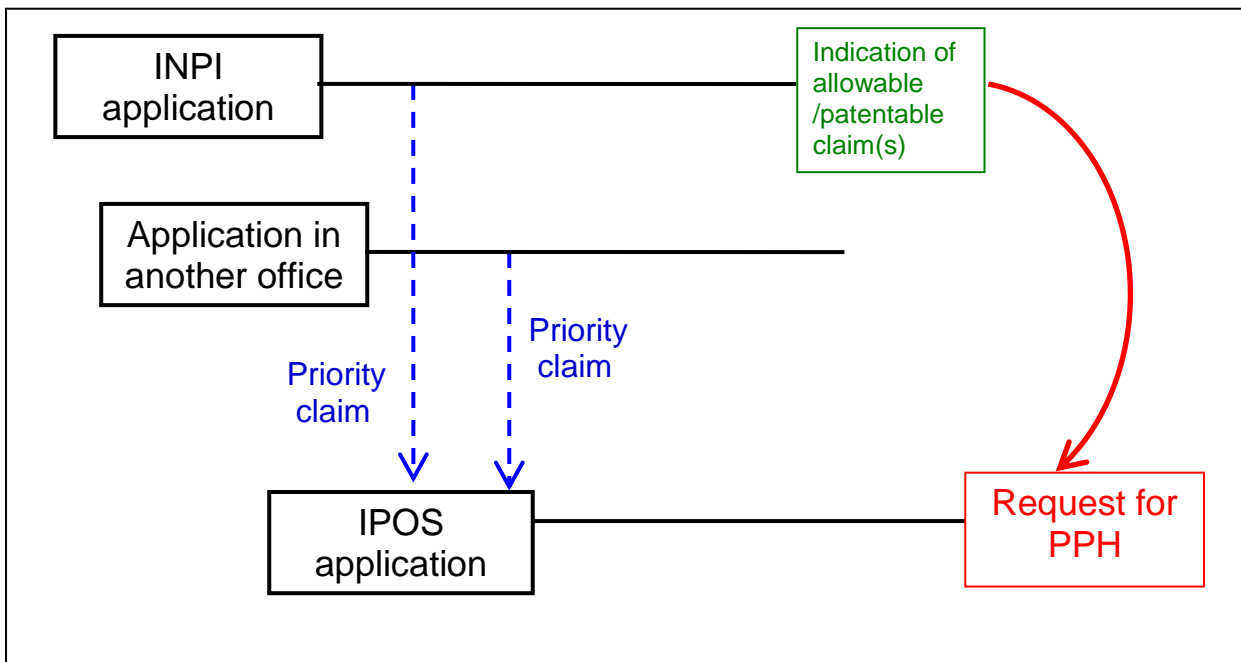 INPI
application
Indication of
allowable
/patentable
claim(s)
Application in
another office
Priority
claim
Priority
claim
IPOS
application
Request for
PPH